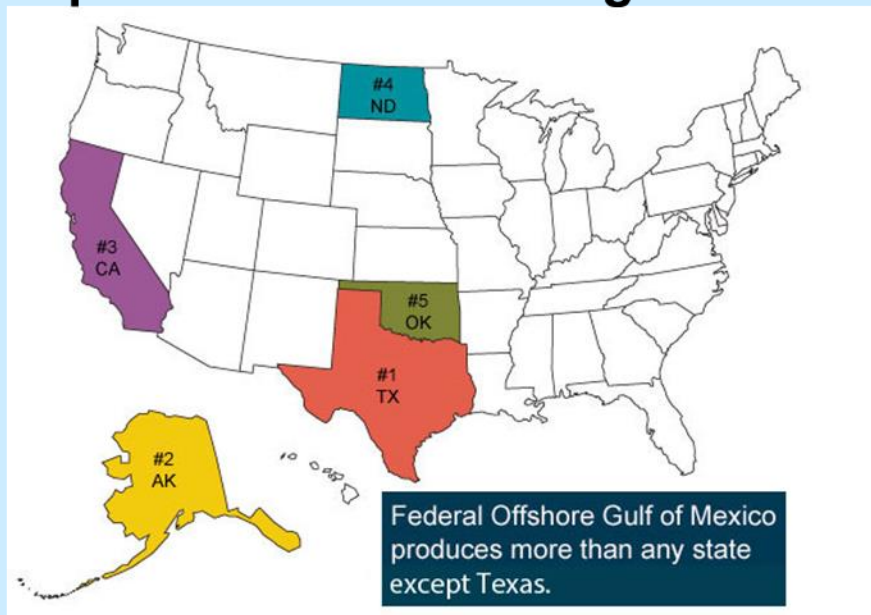 #4
ND
#3
CA
#5
OK
#1
TX
#2
AK
Federal Offshore Gulf of Mexico
produces more than any state
except Texas.